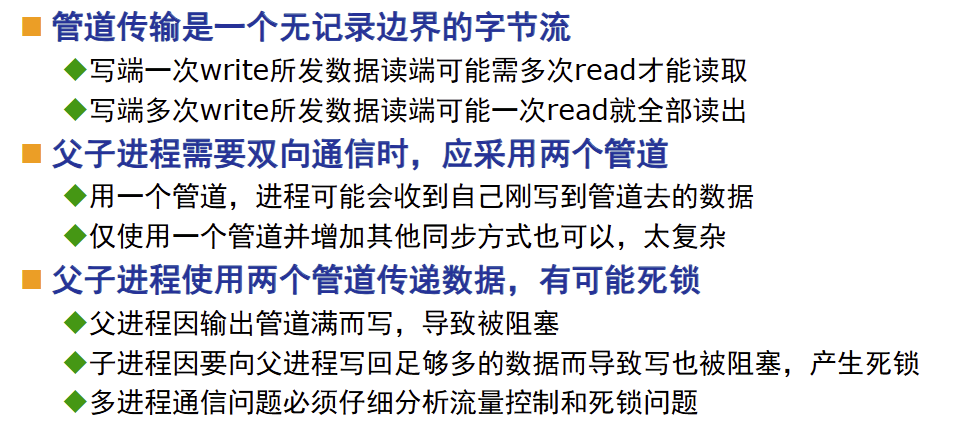 管道传输是一个无记录边界的字节流
写端一次write所发数据读端可能需多次read才能读取
写端多次write所发数据读端可能一次read就全部读出
父子进程需要双向通信时，应采用两个管道
用一个管道，进程可能会收到自己刚写到管道去的数据
仅使用一个管道并增加其他同步方式也可以，太复杂
父子进程使用两个管道传递数据，有可能死锁
父进程因输出管道满而写，导致被阻塞
子进程因要向父进程写回足够多的数据而导致写也被阻塞，产生死锁
多进程通信问题必须仔细分析流量控制和死锁问题